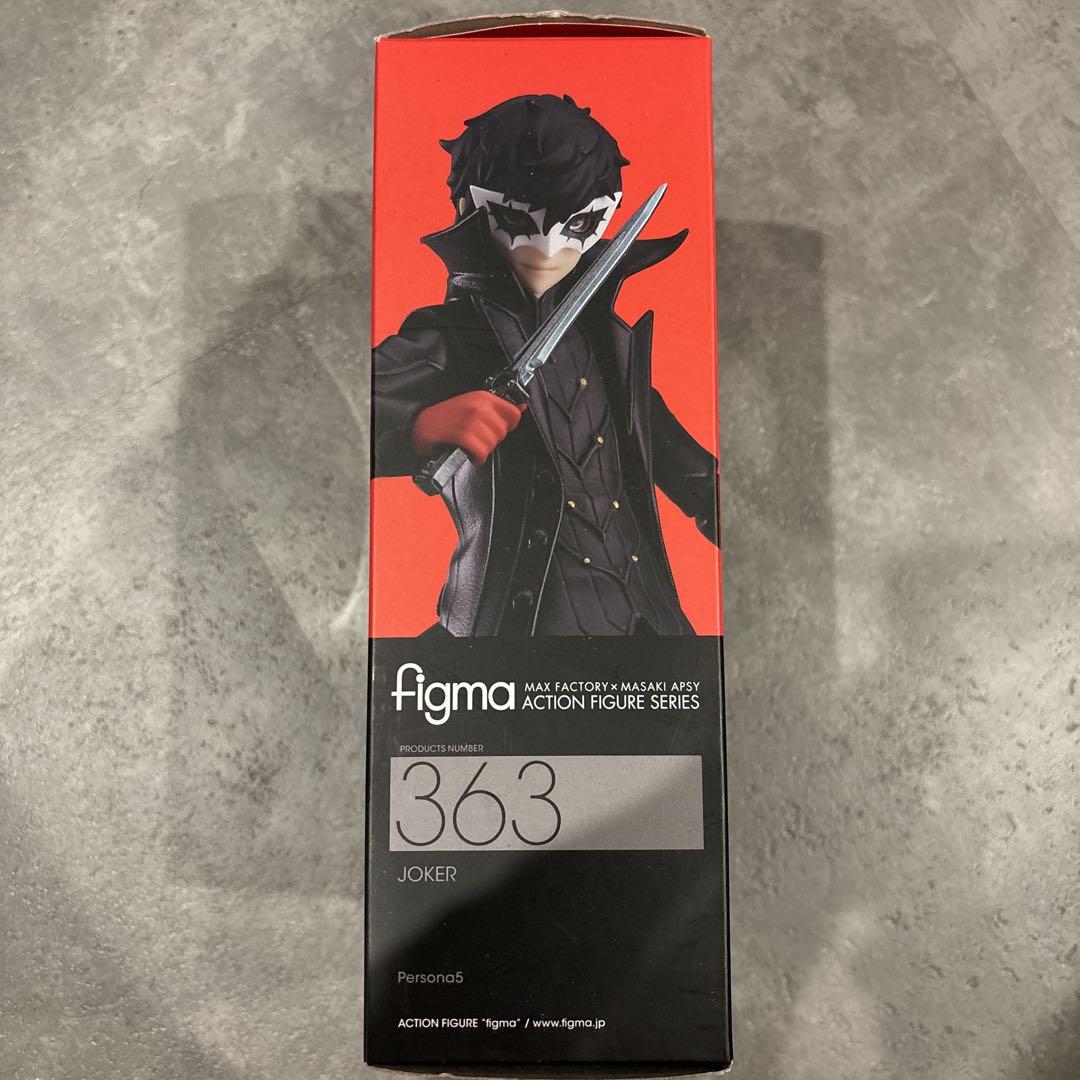 figma MAX FACTORY×MASAKI APSY
ACTION FIGURE SERIES
PRODUCTS NUMBER
363
JOKER
Persona5
ACTION FIGURE "figma" / www.figma.jp